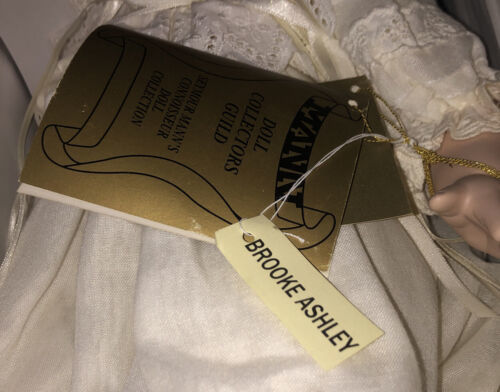 MANN
DOLL
COLLECTORS
GUILD
SEYMOUR MANN'S
CONNOISSEUR
DOLL
COLLECTION
BROOKE ASHLEY